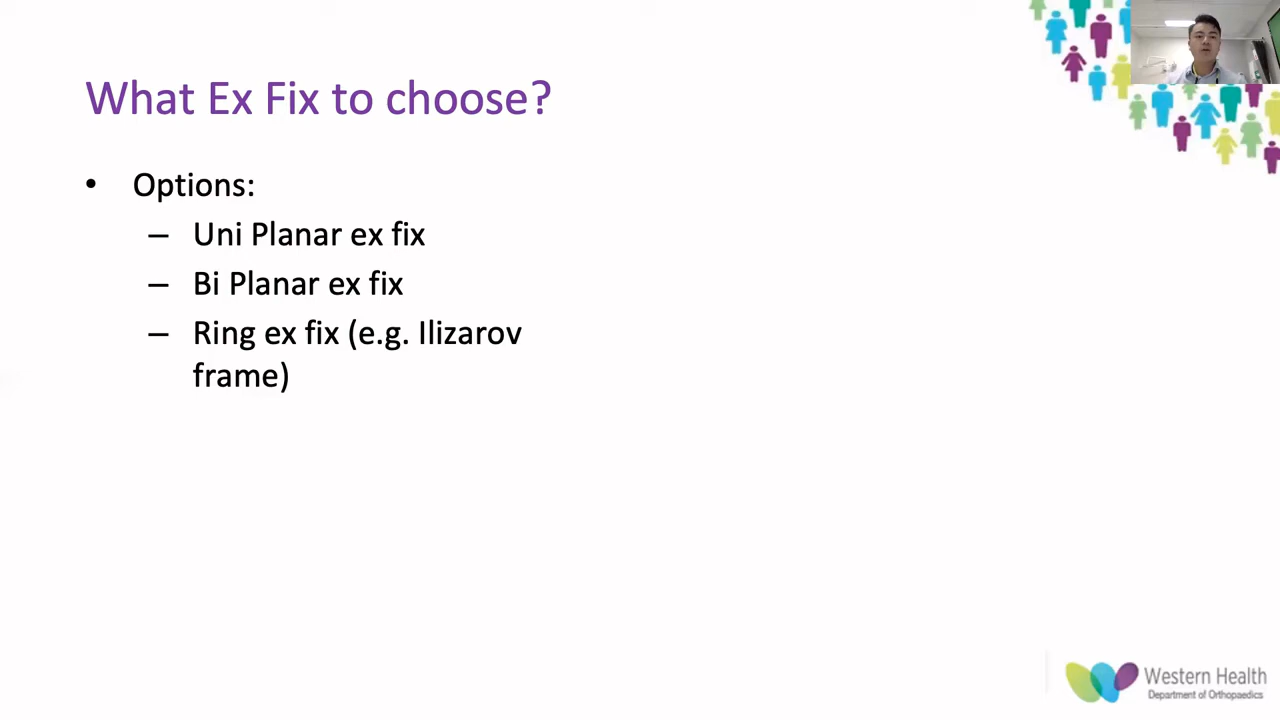 What Ex Fix to choose?
• Options:
– Uni Planar ex fix
– Bi Planar ex fix
– Ring ex fix (e.g. Ilizarov
frame)
Western Health
Department of Orthopaedics